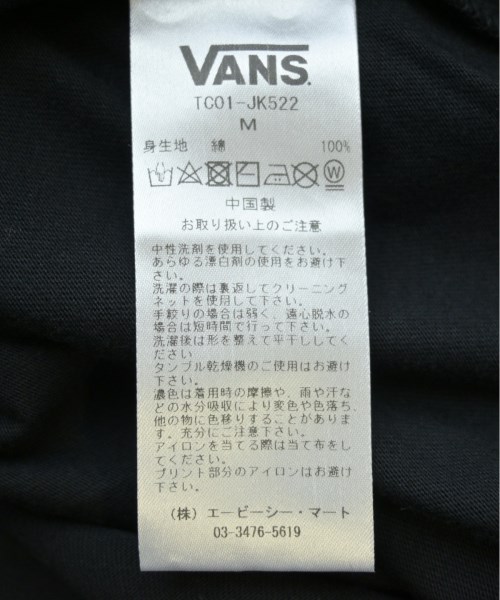 VANS
TC01-JK522
M
身生地 綿 100%
W
中国製
お取り扱い上のご注意
中性洗剤を使用してください。
あらゆる漂白剤の使用をお避け下
さい。
洗濯の際は裏返してクリーニング
ネットを使用して下さい。
手絞りの場合は弱く、遠心脱水の
場合は短時間で行って下さい。
洗濯後は形を整えて平干ししてく
ださい
タンブル乾燥機のご使用はお避け
下さい。
濃色は着用時の摩擦や、雨や汗な
どの水分吸収により変色や色落ち、
他の物に色移りすることがありま
す。充分にご注意下さい。
アイロンを当てる際は当て布をし
てください。
プリント部分のアイロンはお避け
下さい。
(株) エービーシー・マート
03-3476-5619